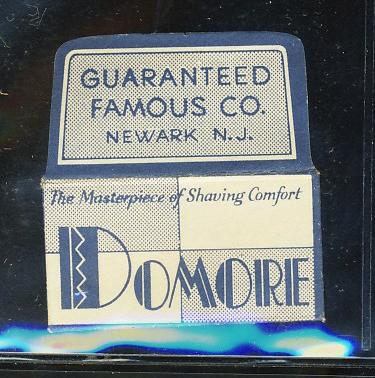 GUARANTEED
FAMOUS CO.
NEWARK N.J.
The Masterpiece of Shaving Comfort
DOMORE